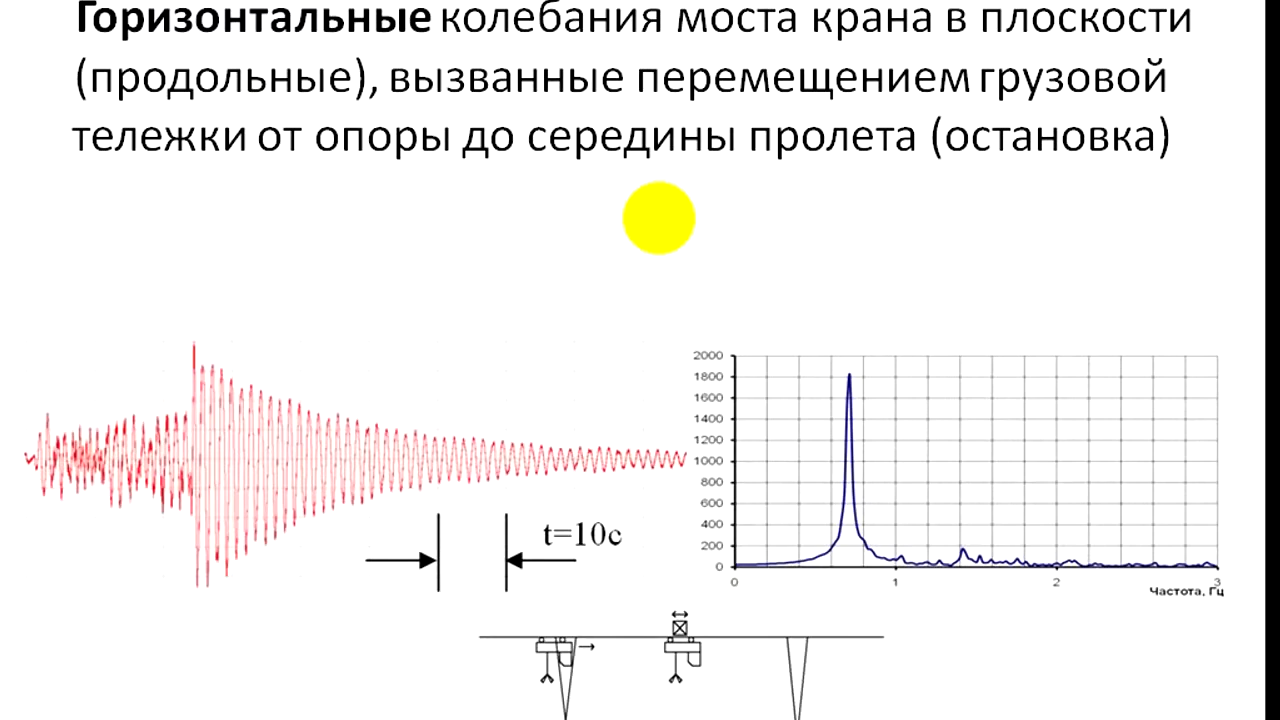 Горизонтальные колебания моста крана в плоскости
(продольные), вызванные перемещением грузовой
тележки от опоры до середины пролета (остановка)
2000
1800
1600
1400
1200
1000
800
600
400
200
0
0 1 2 3
Частота, Гц
t=10с